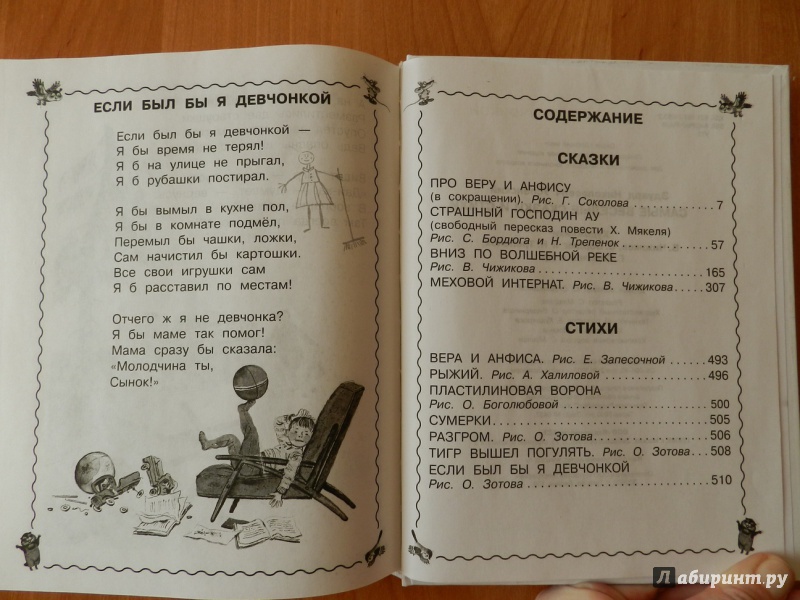 ЕСЛИ БЫЛ БЫ Я ДЕВЧОНКОЙ
Если был бы я девчонкой —
Я бы время не терял!
Я б на улице не прыгал,
Я б рубашки постирал.
Я бы вымыл в кухне пол,
Я бы в комнате подмёл,
Перемыл бы чашки, ложки,
Сам начистил бы картошки.
Все свои игрушки сам
Я б расставил по местам!
Отчего ж я не девчонка?
Я бы маме так помог!
Мама сразу бы сказала:
«Молодчина ты,
Сынок!»
СОДЕРЖАНИЕ
СКАЗКИ
ПРО ВЕРУ И АНФИСУ
(в сокращении). Рис. Г. Соколова ........ 7
СТРАШНЫЙ ГОСПОДИН АУ
(свободный пересказ повести Х. Мякеля)
Рис. С. Бордюга и Н. Трепенок ........ 57
ВНИЗ ПО ВОЛШЕБНОЙ РЕКЕ
Рис. В. Чижикова ........ 165
МЕХОВОЙ ИНТЕРНАТ. Рис. В. Чижикова ..... 307
СТИХИ
ВЕРА И АНФИСА. Рис. Е. Запесочной ...... 493
РЫЖИЙ. Рис. А. Халиловой ........ 496
ПЛАСТИЛИНОВАЯ ВОРОНА
Рис. О. Боголюбовой ........ 500
СУМЕРКИ ........ 505
РАЗГРОМ. Рис. О. Зотова ........ 506
ТИГР ВЫШЕЛ ПОГУЛЯТЬ. Рис. О. Зотова ... 508
ЕСЛИ БЫЛ БЫ Я ДЕВЧОНКОЙ
Рис. О. Зотова ........ 510
Лабиринт.ру